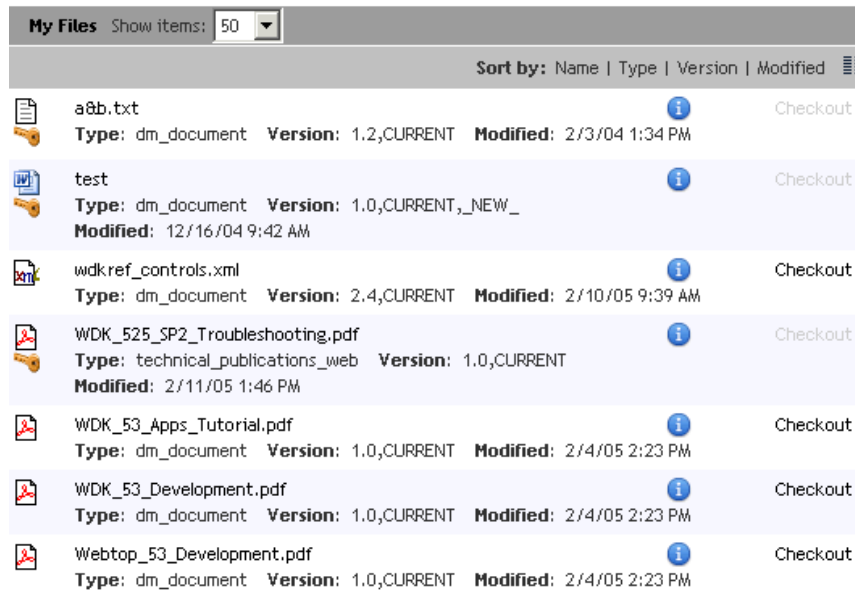 My Files Show items: 50
Sort by: Name | Type | Version | Modified
a&b.txt Checkout
Type: dm_document Version: 1.2,CURRENT Modified: 2/3/04 1:34 PM
test Checkout
Type: dm_document Version: 1.0,CURRENT,_NEW_
Modified: 12/16/04 9:42 AM
wdkref_controls.xml Checkout
Type: dm_document Version: 2.4,CURRENT Modified: 2/10/05 9:39 AM
WDK_525_SP2_Troubleshooting.pdf Checkout
Type: technical_publications_web Version: 1.0,CURRENT
Modified: 2/11/05 1:46 PM
WDK_53_Apps_Tutorial.pdf Checkout
Type: dm_document Version: 1.0,CURRENT Modified: 2/4/05 2:23 PM
WDK_53_Development.pdf Checkout
Type: dm_document Version: 1.0,CURRENT Modified: 2/4/05 2:23 PM
Webtop_53_Development.pdf Checkout
Type: dm_document Version: 1.0,CURRENT Modified: 2/4/05 2:23 PM